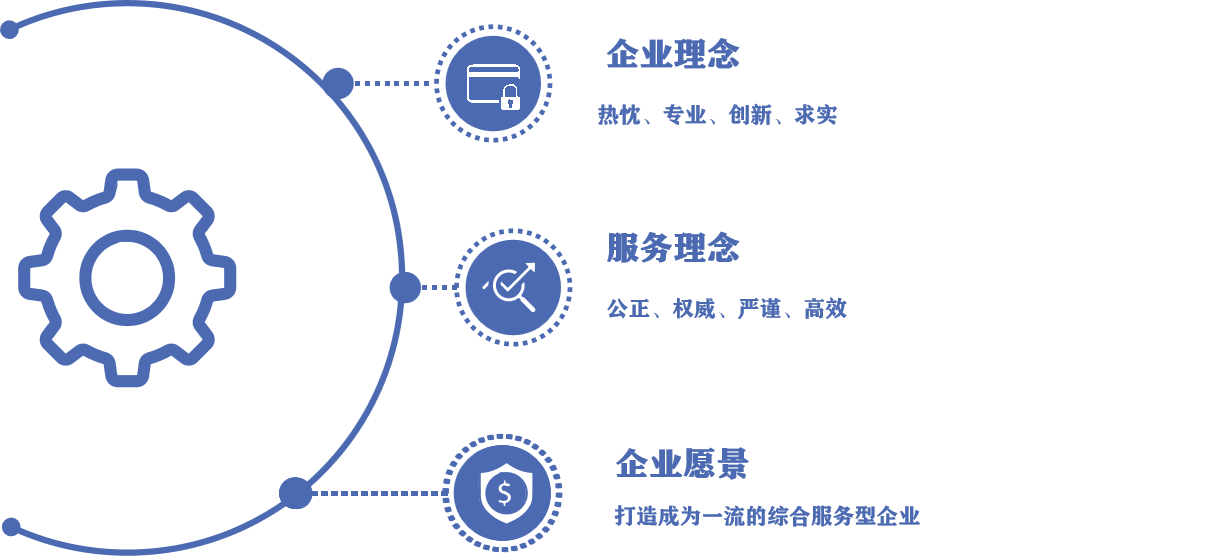 企业理念
热忱、专业、创新、求实
服务理念
公正、权威、严谨、高效
$
企业愿景
打造成为一流的综合服务型企业